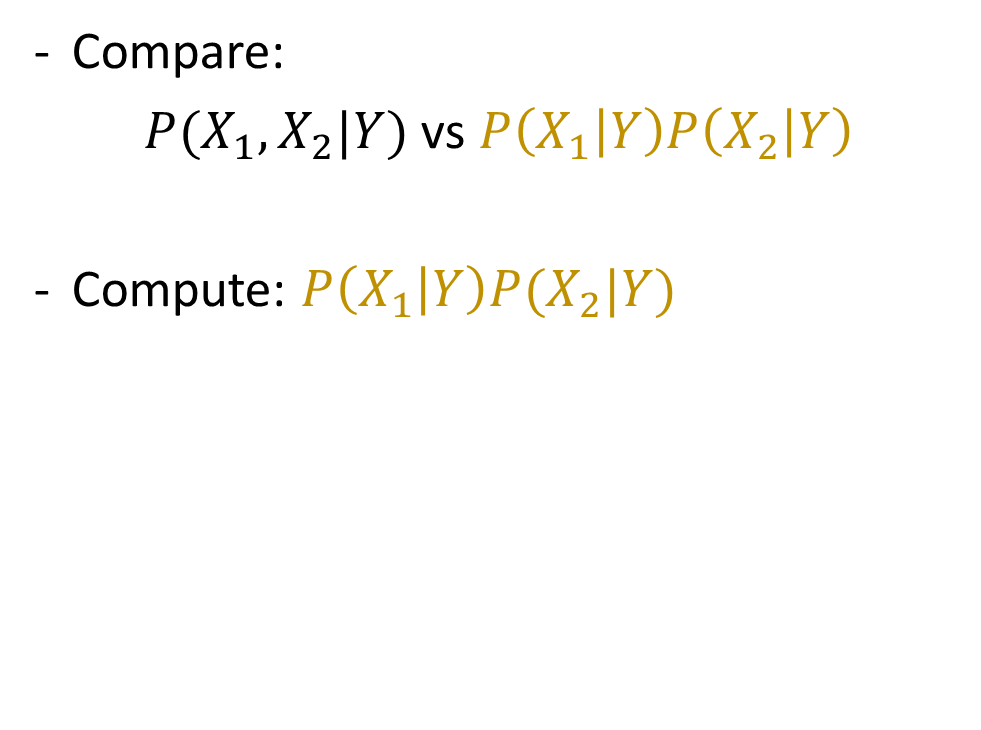 - Compare:
P(X₁, X₂|Y) vs P(X₁|Y)P(X₂|Y)
- Compute: P(X₁|Y)P(X₂|Y)